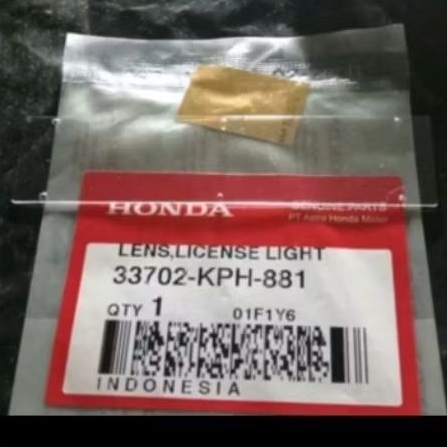 HONDA
GENUINE PARTS
PT Astra Honda Motor
LENS,LICENSE LIGHT
33702-KPH-881
QTY 1 01F1Y6
INDONESIA